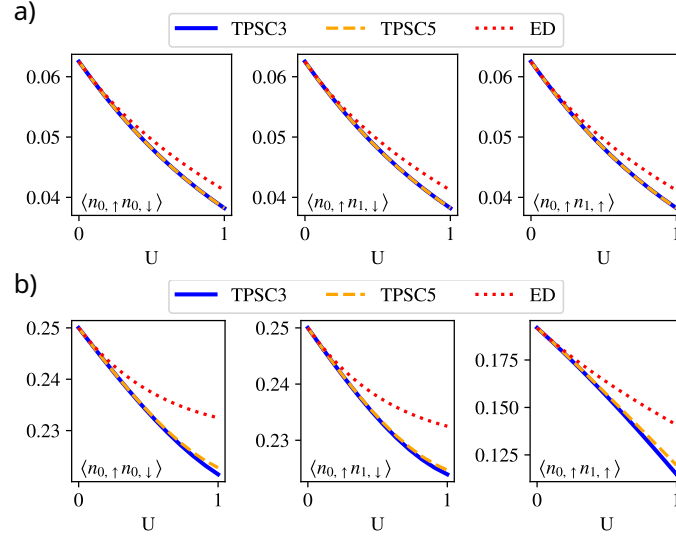 a)
TPSC3 TPSC5 ED
0.06
0.05
0.04
⟨n0,↑n0,↓⟩
0 1
U
0.06
0.05
0.04
⟨n0,↑n1,↓⟩
0 1
U
0.06
0.05
0.04
⟨n0,↑n1,↑⟩
0 1
U
b)
TPSC3 TPSC5 ED
0.25
0.24
0.23
⟨n0,↑n0,↓⟩
0 1
U
0.25
0.24
0.23
⟨n0,↑n1,↓⟩
0 1
U
0.175
0.150
0.125
⟨n0,↑n1,↑⟩
0 1
U